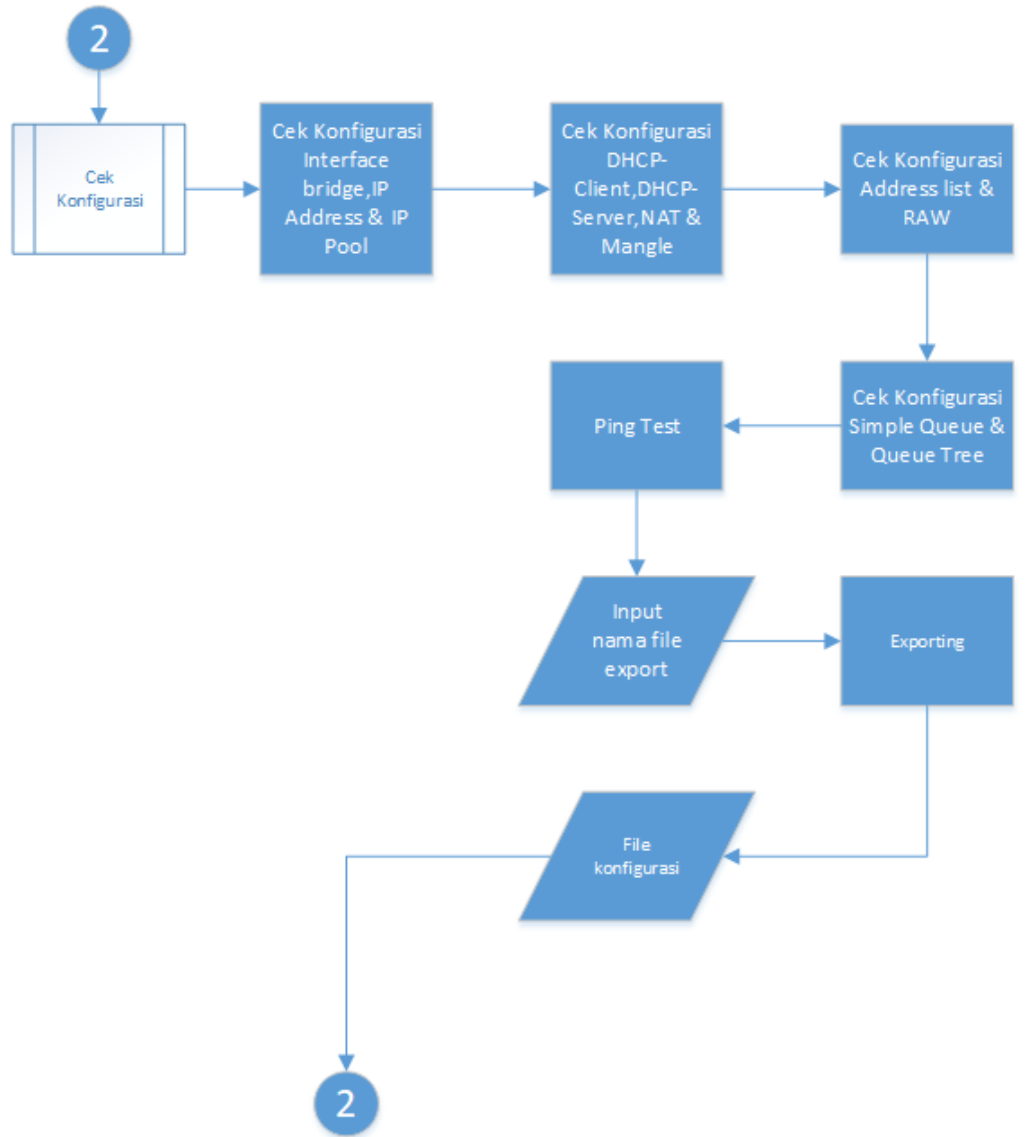 2
Cek
Konfigurasi
Cek Konfigurasi
Interface
bridge,IP
Address & IP
Pool
Cek Konfigurasi
DHCP-
Client,DHCP-
Server,NAT &
Mangle
Cek Konfigurasi
Address list &
RAW
Cek Konfigurasi
Simple Queue &
Queue Tree
Ping Test
Input
nama file
export
Exporting
File
konfigurasi
2